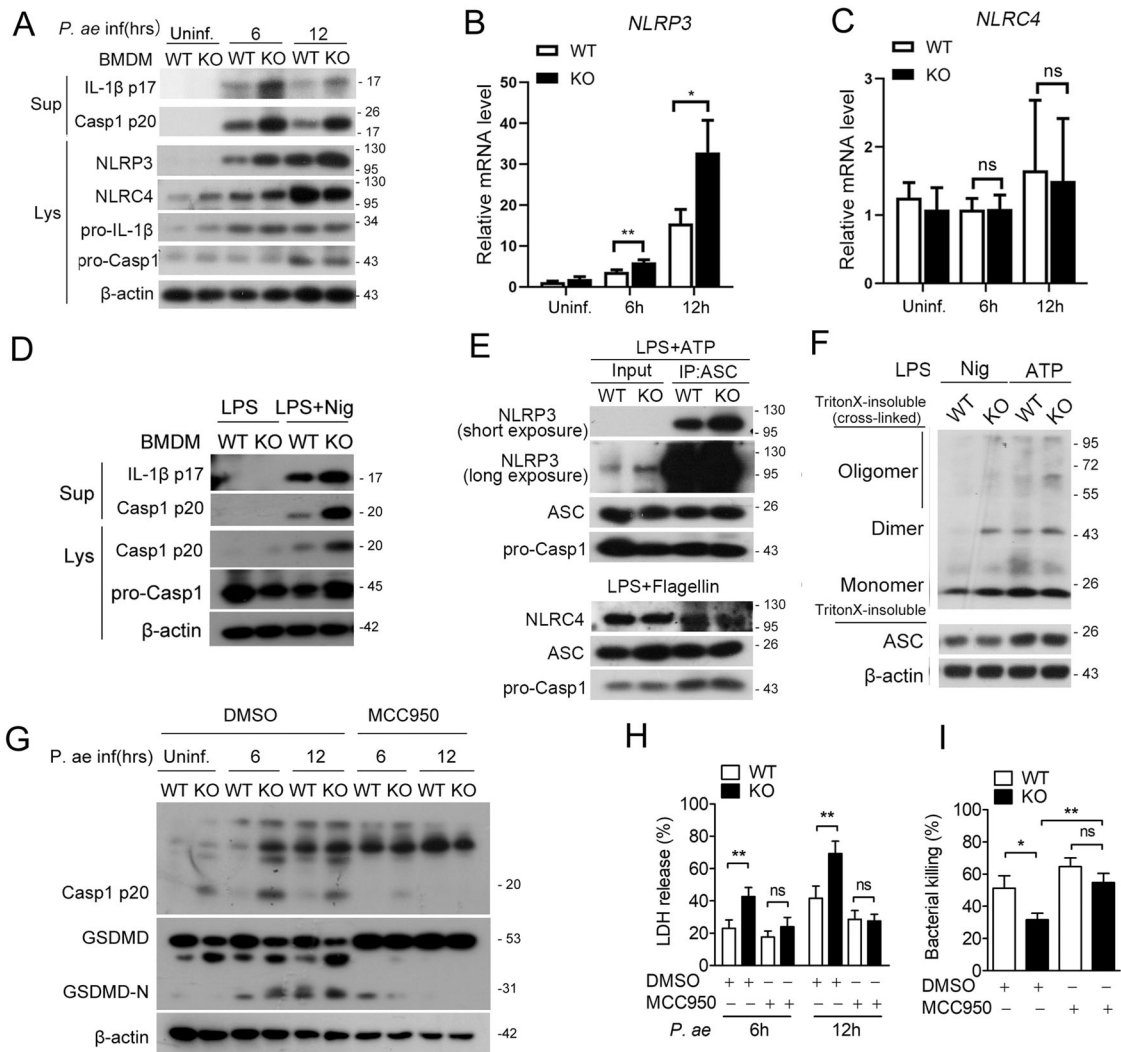 A
P. ae inf(hrs)
Uninf. 6 12
BMDM WT KO WT KO WT KO
Sup
IL-1β p17 - 17
Casp1 p20 26
- 17
Lys
NLRP3 - 130
- 95
NLRC4 - 130
- 95
pro-IL-1β - 34
pro-Casp1 - 43
β-actin - 43
B
NLRP3
WT
KO
Relative mRNA level
50
40
30
20
10
0
**
*
Uninf. 6h 12h
C
NLRC4
WT
KO
Relative mRNA level
3
2
1
0
ns
ns
Uninf. 6h 12h
D
LPS LPS+Nig
BMDM WT KO WT KO
Sup
IL-1β p17 - 17
Casp1 p20 - 20
Lys
Casp1 p20 - 20
pro-Casp1 - 45
β-actin -42
E
LPS+ATP
Input IP:ASC
WT KO WT KO
NLRP3
(short exposure)
- 130
- 95
NLRP3
(long exposure)
- 130
- 95
ASC - 26
pro-Casp1 - 43
LPS+Flagellin
NLRC4 - 130
- 95
ASC - 26
pro-Casp1 - 43
F
LPS Nig ATP
TritonX-insoluble
(cross-linked)
WT KO WT KO
Oligomer
Dimer
Monomer
- 95
- 72
- 55
- 43
- 26
TritonX-insoluble
ASC - 26
β-actin - 43
G
DMSO MCC950
P. ae inf(hrs) Uninf. 6 12 6 12
WT KO WT KO WT KO WT KO WT KO
Casp1 p20 - 20
GSDMD - 53
GSDMD-N - 31
β-actin -42
H
WT
KO
LDH release (%)
100
80
60
40
20
0
**
ns
**
ns
DMSO + + − − + + − −
MCC950 − − + + − − + +
P. ae 6h 12h
I
WT
KO
Bacterial killing (%)
100
80
60
40
20
0
*
**
ns
DMSO + + − −
MCC950 − − + +